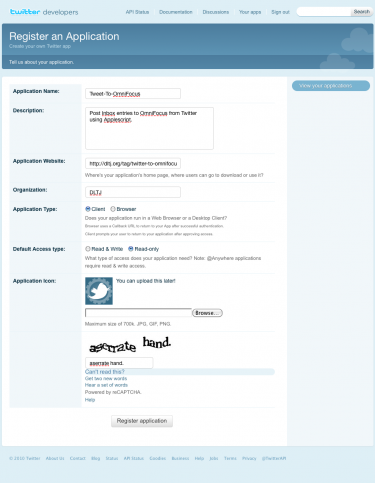 twitter developers
API Status Documentation Discussions Your apps Sign out Search
Register an Application
Create your own Twitter app
Tell us about your application.
View your applications
Application Name: Tweet-To-OmniFocus
Description: Post Inbox entries to OmniFocus from Twitter
using Applescript.
Application Website: http://dltj.org/tag/twitter-to-omnifocu
Where's your application's home page, where users can go to download or use it?
Organization: DLTJ
Application Type: Client Browser
Does your application run in a Web Browser or a Desktop Client?
Browser uses a Callback URL to return to your App after successful authentication.
Client prompts your user to return to your application after approving access.
Default Access type: Read & Write Read-only
What type of access does your application need? Note: @Anywhere applications
require read & write access.
Application Icon: You can upload this later!
Browse...
Maximum size of 700k. JPG, GIF, PNG.
aserrate hand.
aserrate hand.
Can't read this?
Get two new words
Hear a set of words
Powered by reCAPTCHA.
Help
Register application
© 2010 Twitter About Us Contact Blog Status API Status Goodies Business Help Jobs Terms Privacy @TwitterAPI